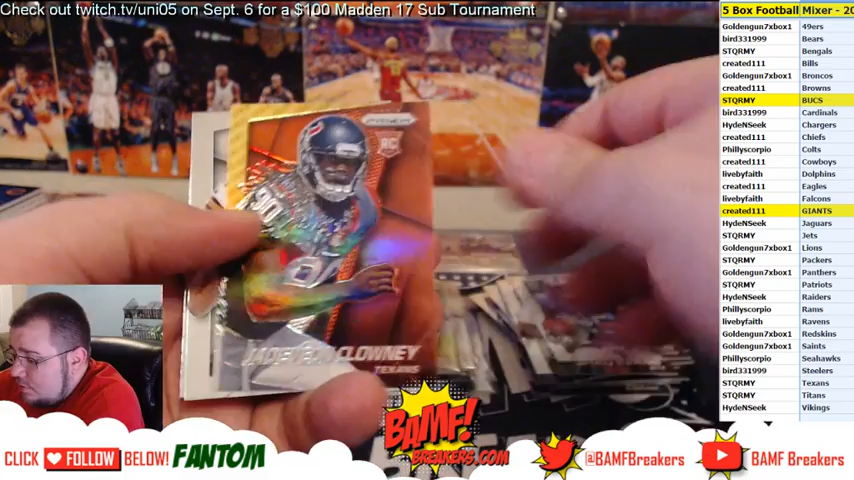 Check out twitch.tv/uni05 on Sept. 6 for a $100 Madden 17 Sub Tournament
5 Box Football Mixer - 20
Goldengun7xbox1 49ers
bird331999 Bears
STQRMY Bengals
created111 Bills
Goldengun7xbox1 Broncos
created111 Browns
STQRMY BUCS
bird331999 Cardinals
HydeNSeek Chargers
created111 Chiefs
Phillyscorpio Colts
created111 Cowboys
livebyfaith Dolphins
created111 Eagles
livebyfaith Falcons
created111 GIANTS
HydeNSeek Jaguars
STQRMY Jets
Goldengun7xbox1 Lions
STQRMY Packers
Goldengun7xbox1 Panthers
STQRMY Patriots
HydeNSeek Raiders
Phillyscorpio Rams
livebyfaith Ravens
Goldengun7xbox1 Redskins
Goldengun7xbox1 Saints
Phillyscorpio Seahawks
bird331999 Steelers
STQRMY Texans
STQRMY Titans
HydeNSeek Vikings
PRIZM
RC
90
JADEVEON CLOWNEY
TEXANS
CLICK FOLLOW BELOW! FANTOM
BAMF!
BREAKERS.COM
@BAMFBreakers
BAMF Breakers